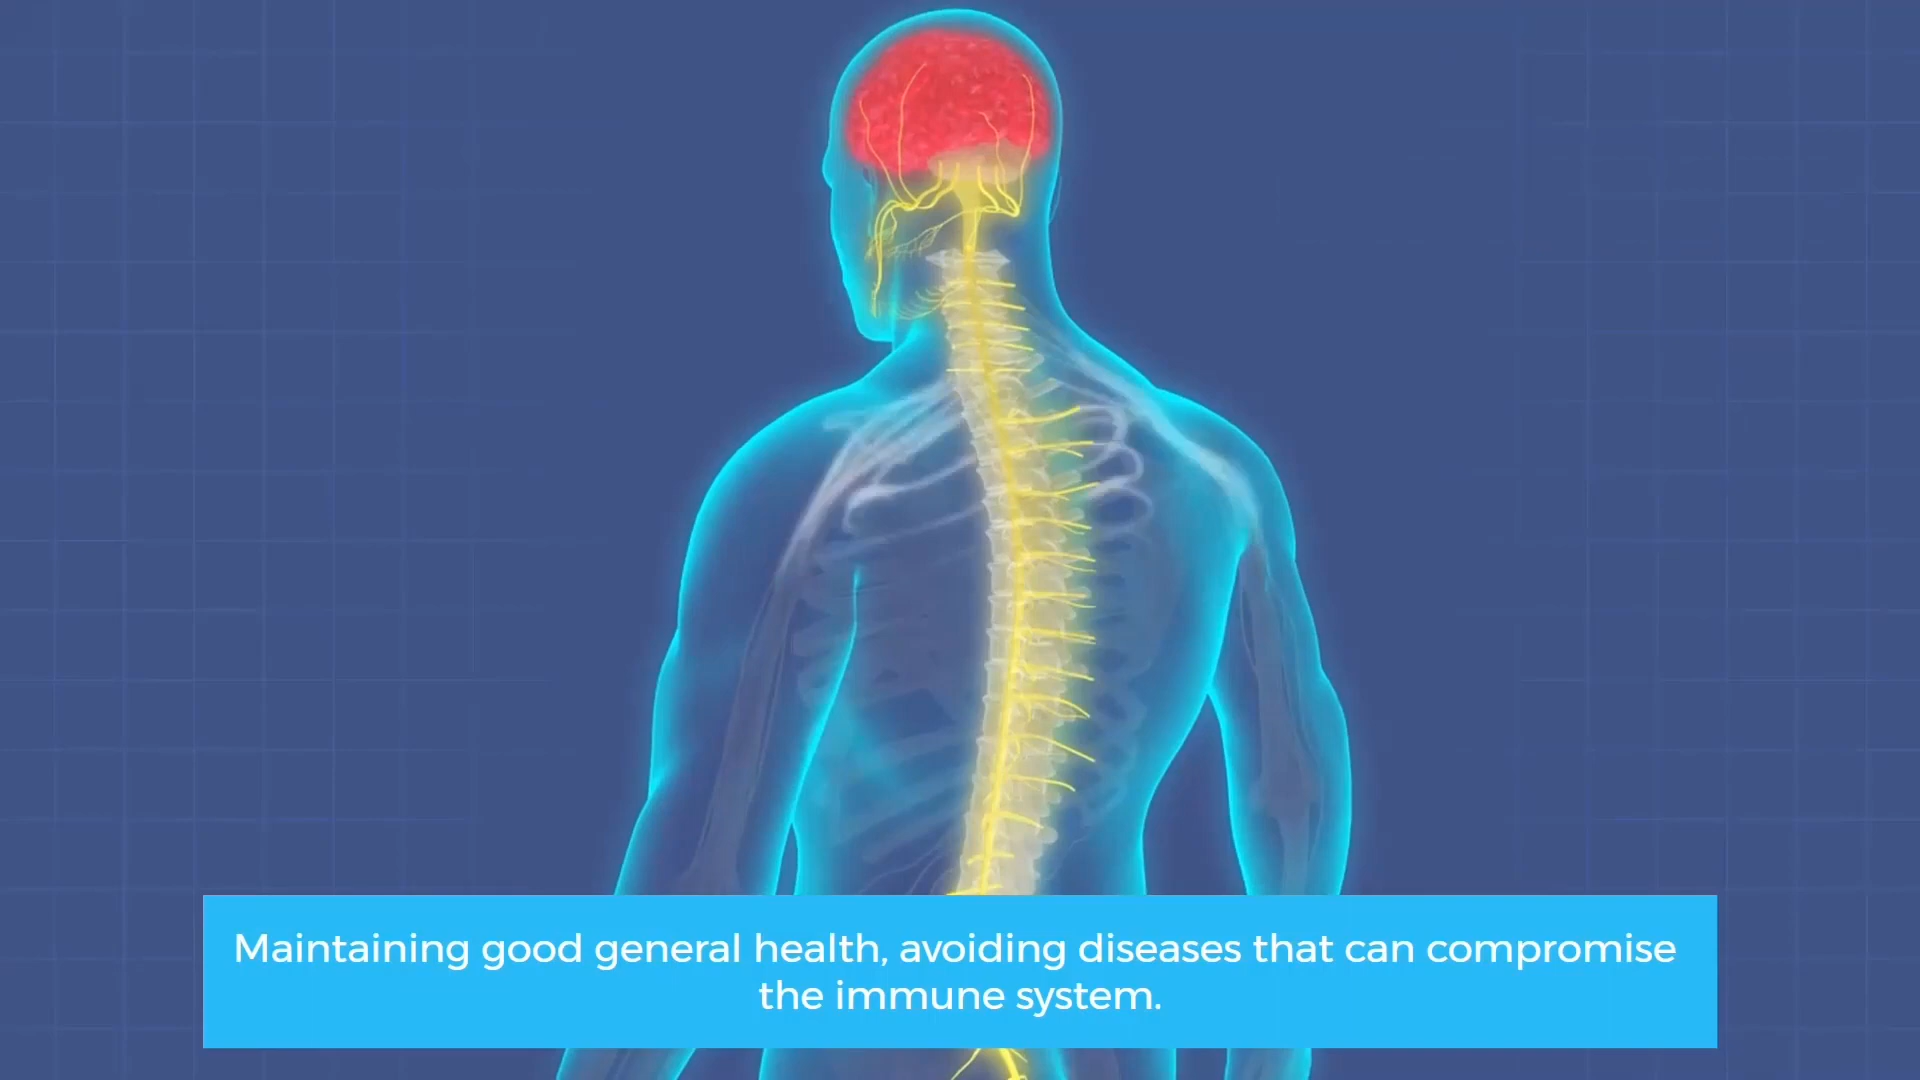 Maintaining good general health, avoiding diseases that can compromise
the immune system.